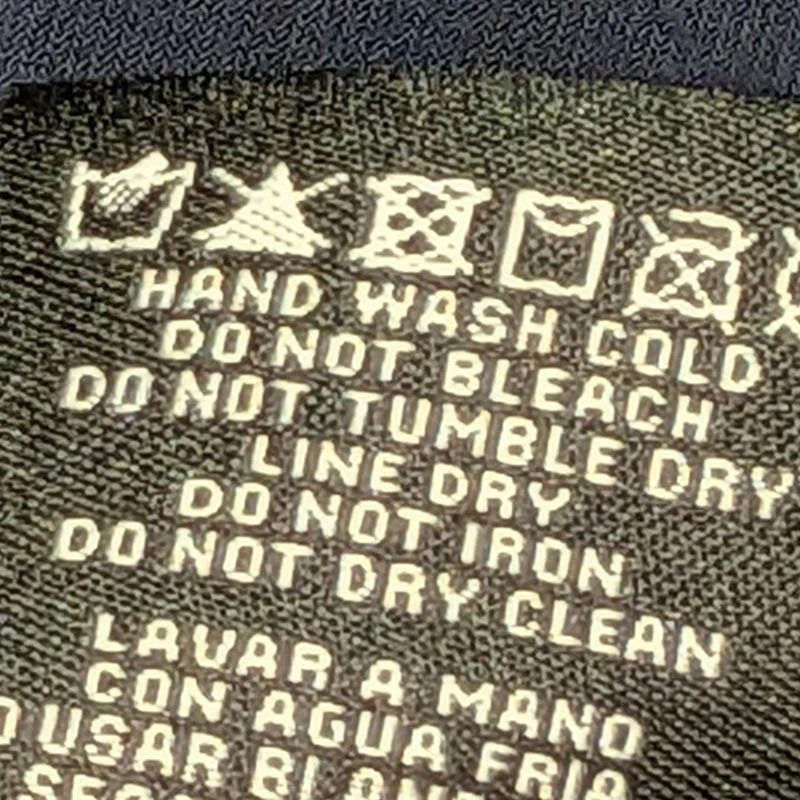 HAND WASH COLD
DO NOT BLEACH
DO NOT TUMBLE DRY
LINE DRY
DO NOT IRON
DO NOT DRY CLEAN
LAVAR A MANO
CON AGUA FRIA
USAR